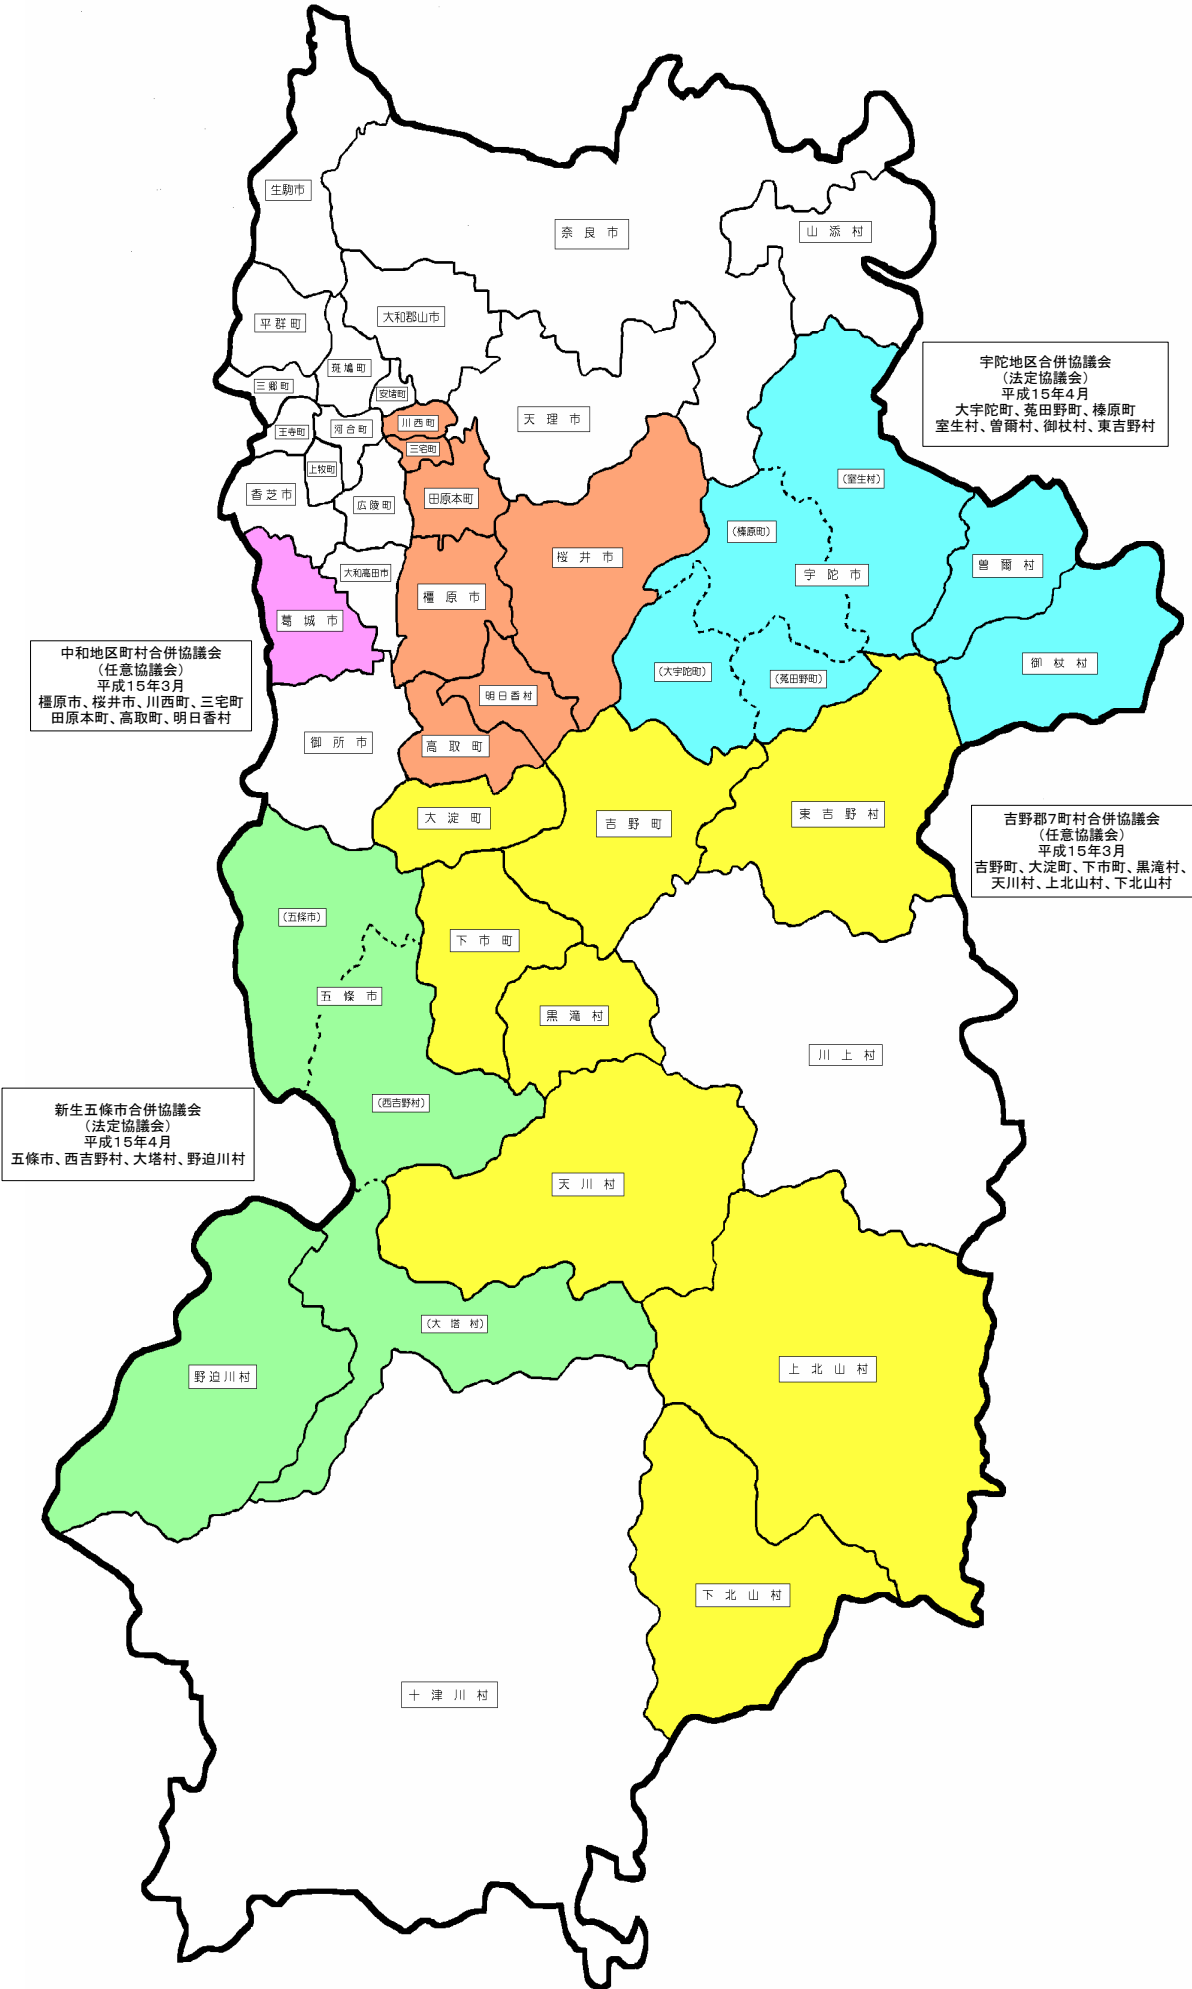 生駒市
奈良市
山添村
平群町
大和郡山市
斑鳩町
三郷町
安堵町
川西町
天理市
王寺町
河合町
三宅町
上牧町
香芝市
広陵町
田原本町
(室生村)
(榛原町)
桜井市
曽爾村
大和高田市
宇陀市
橿原市
葛城市
御杖村
(大宇陀町)
(菟田野町)
明日香村
御所市
高取町
大淀町
吉野町
東吉野村
(五條市)
下市町
五條市
黒滝村
川上村
(西吉野村)
天川村
(大塔村)
野迫川村
上北山村
下北山村
十津川村
宇陀地区合併協議会
(法定協議会)
平成15年4月
大宇陀町、菟田野町、榛原町
室生村、曽爾村、御杖村、東吉野村
中和地区町村合併協議会
(任意協議会)
平成15年3月
橿原市、桜井市、川西町、三宅町
田原本町、高取町、明日香村
吉野郡7町村合併協議会
(任意協議会)
平成15年3月
吉野町、大淀町、下市町、黒滝村、
天川村、上北山村、下北山村
新生五條市合併協議会
(法定協議会)
平成15年4月
五條市、西吉野村、大塔村、野迫川村